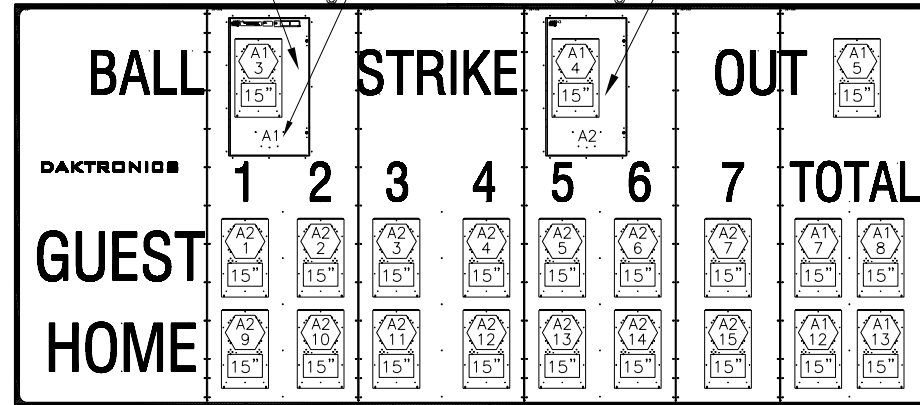 BALL A1 3 15" STRIKE A1 4 15" OUT A1 5 15"
A1 A2
DAKTRONICS 1 2 3 4 5 6 7 TOTAL
GUEST A2 1 A2 2 A2 3 A2 4 A2 5 A2 6 A2 7 A1 7 A1 8
15" 15" 15" 15" 15" 15" 15" 15" 15"
HOME A2 9 A2 10 A2 11 A2 12 A2 13 A2 14 A2 15 A1 12 A1 13
15" 15" 15" 15" 15" 15" 15" 15" 15"